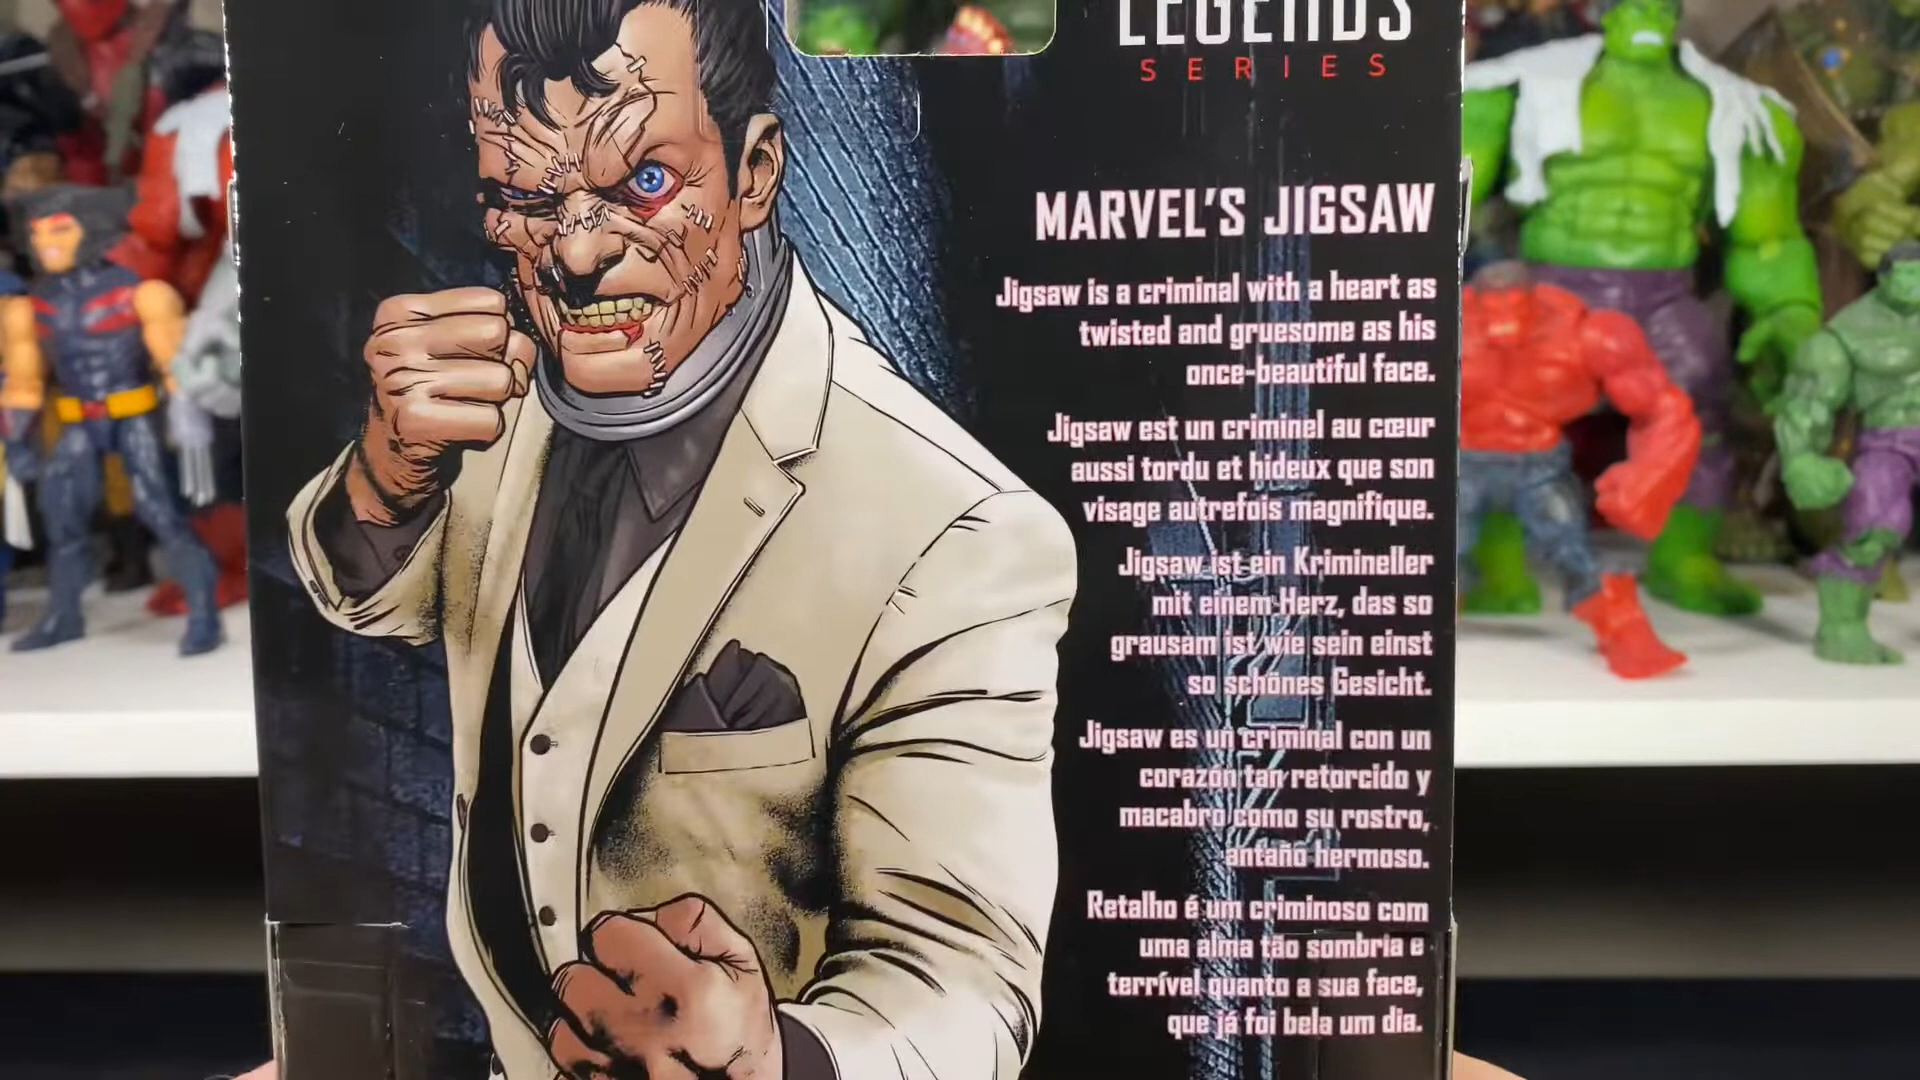 LEGENDS
SERIES
MARVEL'S JIGSAW
Jigsaw is a criminal with a heart as
twisted and gruesome as his
once-beautiful face.
Jigsaw est un criminel au cœur
aussi tordu et hideux que son
visage autrefois magnifique.
Jigsaw ist ein Krimineller
mit einem Herz, das so
grausam ist wie sein einst
so schönes Gesicht.
Jigsaw es un criminal con un
corazón tan retorcido y
macabro como su rostro,
antaño hermoso.
Retalho é um criminoso com
uma alma tão sombria e
terrível quanto a sua face,
que já foi bela um dia.